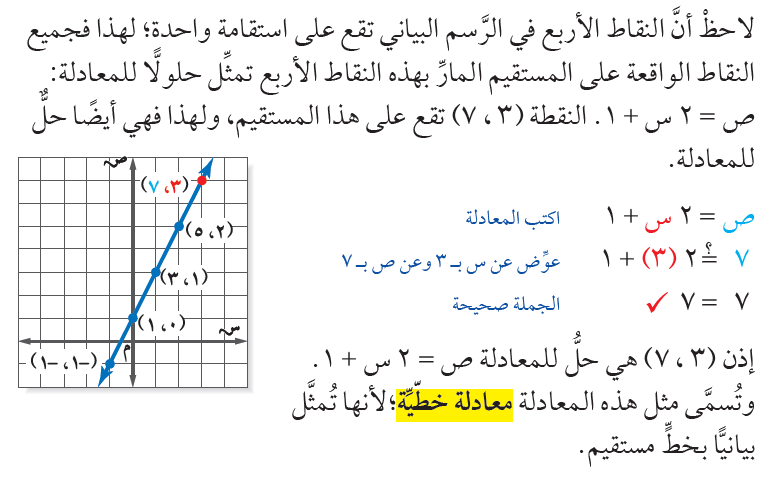 لاحظْ أنَّ النقاط الأربع في الرَّسم البياني تقع على استقامة واحدة؛ لهذا فجميع
النقاط الواقعة على المستقيم المارِّ بهذه النقاط الأربع تمثِّل حلولًا للمعادلة:
ص = ٢ س + ١. النقطة (٣ ، ٧) تقع على هذا المستقيم، ولهذا فهي أيضًا حلٌّ
للمعادلة.
ص = ٢ س + ١ اكتب المعادلة
٧ ≟ ٢ (٣) + ١ عوِّض عن س بـ ٣ وعن ص بـ ٧
٧ = ٧ ✓ الجملة صحيحة
إذن (٣ ، ٧) هي حلٌّ للمعادلة ص = ٢ س + ١.
وتُسمَّى مثل هذه المعادلة معادلة خطِّيَّة؛ لأنها تُمثَّل
بيانيًّا بخطٍّ مستقيم.
ص
(٣، ٧)
(٢، ٥)
(١، ٣)
(٠، ١)
س
م
(-١، -١)